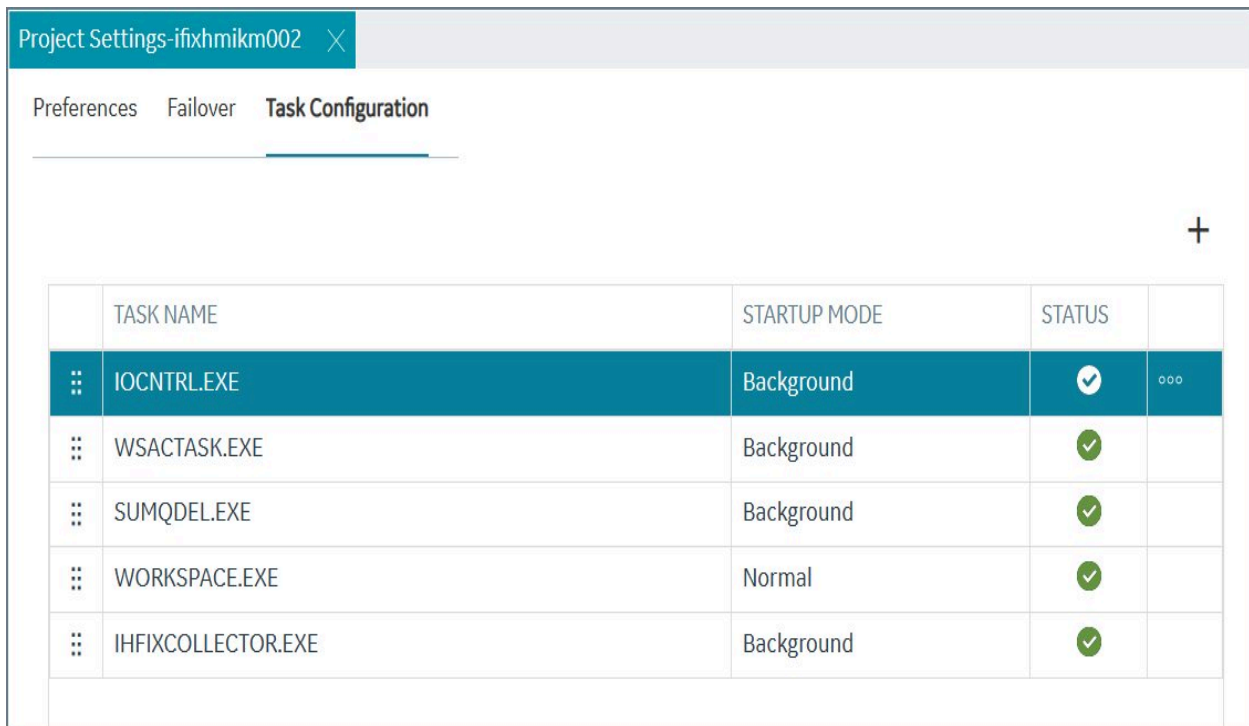 Project Settings-ifixhmikm002
Preferences Failover Task Configuration
TASK NAME STARTUP MODE STATUS
IOCNTRL.EXE Background
WSACTASK.EXE Background
SUMQDEL.EXE Background
WORKSPACE.EXE Normal
IHFIXCOLLECTOR.EXE Background